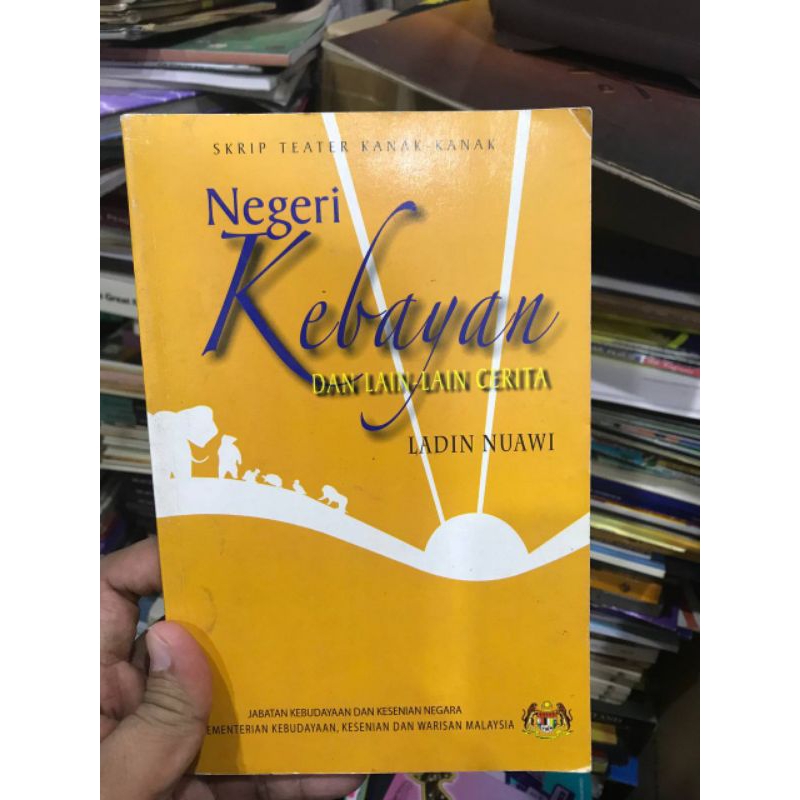 SKRIP TEATER KANAK-KANAK
Negeri
Kebayan
DAN LAIN-LAIN CERITA
LADIN NUAWI
JABATAN KEBUDAYAAN DAN KESENIAN NEGARA
EMENTERIAN KEBUDAYAAN, KESENIAN DAN WARISAN MALAYSIA